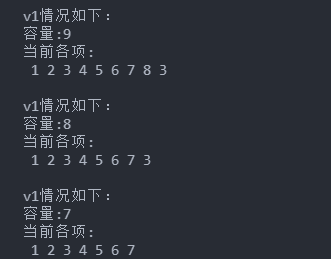 v1情况如下：
容量:9
当前各项:
1 2 3 4 5 6 7 8 3
v1情况如下：
容量:8
当前各项:
1 2 3 4 5 6 7 3
v1情况如下：
容量:7
当前各项:
1 2 3 4 5 6 7